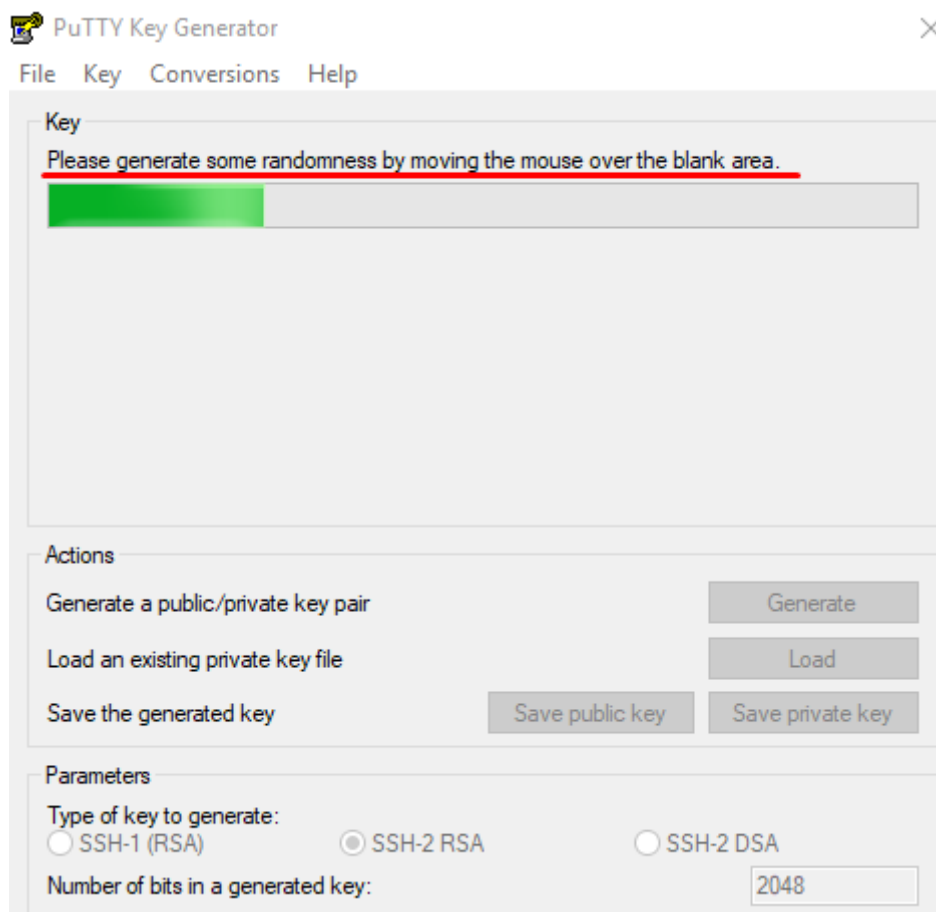 PuTTY Key Generator
File Key Conversions Help
Key
Please generate some randomness by moving the mouse over the blank area.
Actions
Generate a public/private key pair Generate
Load an existing private key file Load
Save the generated key Save public key Save private key
Parameters
Type of key to generate:
SSH-1 (RSA) SSH-2 RSA SSH-2 DSA
Number of bits in a generated key: 2048